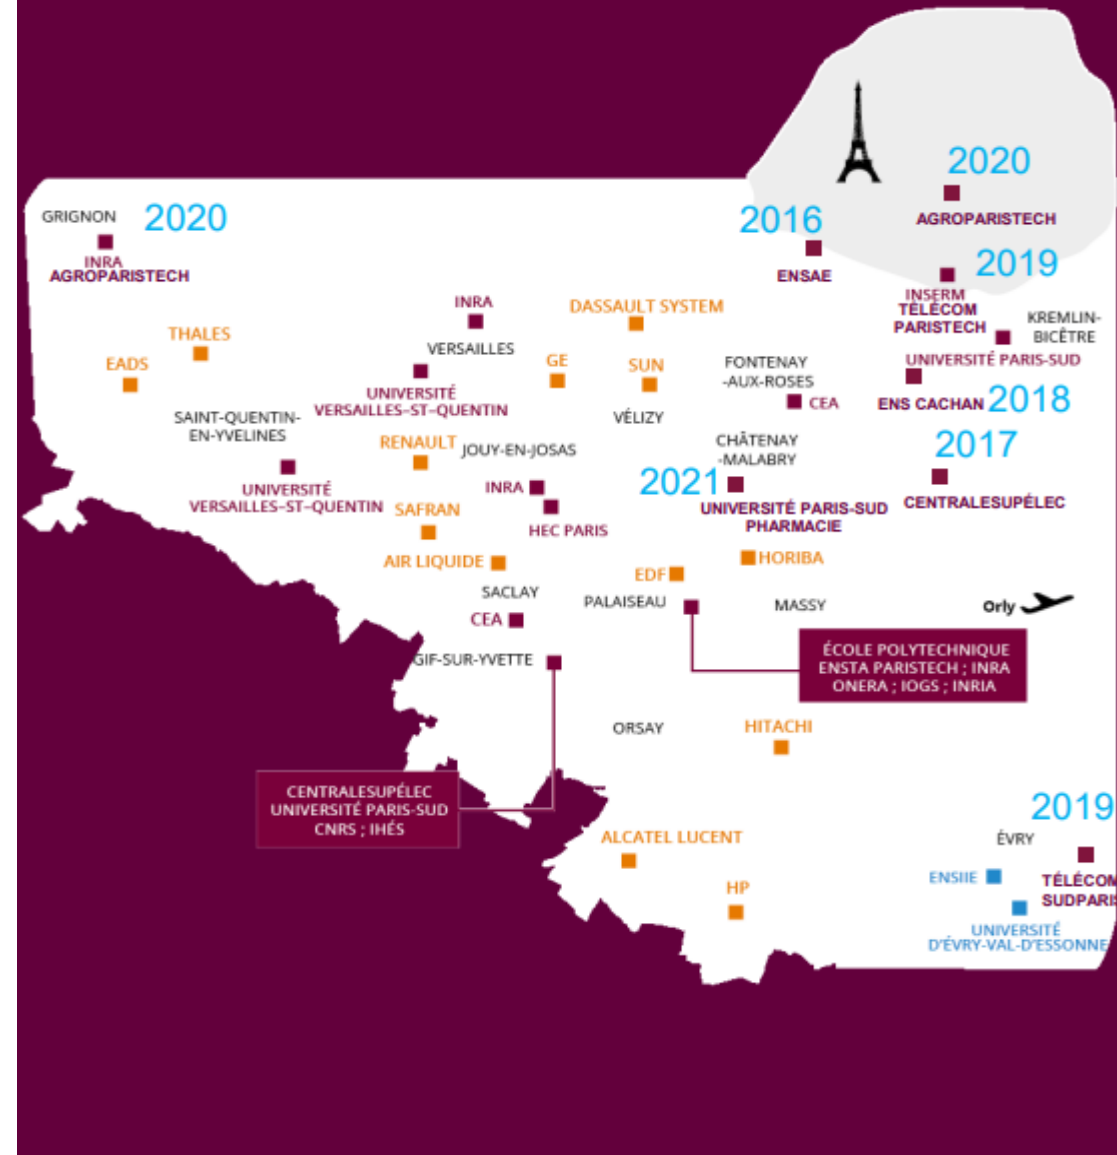 2020
AGROPARISTECH
GRIGNON
2020
INRA
AGROPARISTECH
2016
ENSAE
2019
INSERM
TÉLÉCOM
PARISTECH
KREMLIN-
BICÊTRE
UNIVERSITÉ PARIS-SUD
INRA
VERSAILLES
UNIVERSITÉ
VERSAILLES-ST-QUENTIN
DASSAULT SYSTEM
THALES
EADS
GE
SUN
VÉLIZY
FONTENAY
-AUX-ROSES
CEA
ENS CACHAN 2018
SAINT-QUENTIN-
EN-YVELINES
UNIVERSITÉ
VERSAILLES-ST-QUENTIN
RENAULT
JOUY-EN-JOSAS
INRA
HEC PARIS
CHÂTENAY
-MALABRY
2021
UNIVERSITÉ PARIS-SUD
PHARMACIE
2017
CENTRALESUPÉLEC
SAFRAN
AIR LIQUIDE
HORIBA
EDF
SACLAY
PALAISEAU
MASSY
Orly
CEA
GIF-SUR-YVETTE
ÉCOLE POLYTECHNIQUE
ENSTA PARISTECH ; INRA
ONERA ; IOGS ; INRIA
ORSAY
HITACHI
CENTRALESUPÉLEC
UNIVERSITÉ PARIS-SUD
CNRS ; IHÉS
ALCATEL LUCENT
HP
2019
ÉVRY
ENSIIE
TÉLÉCOM
SUDPARIS
UNIVERSITÉ
D'ÉVRY-VAL-D'ESSONNE